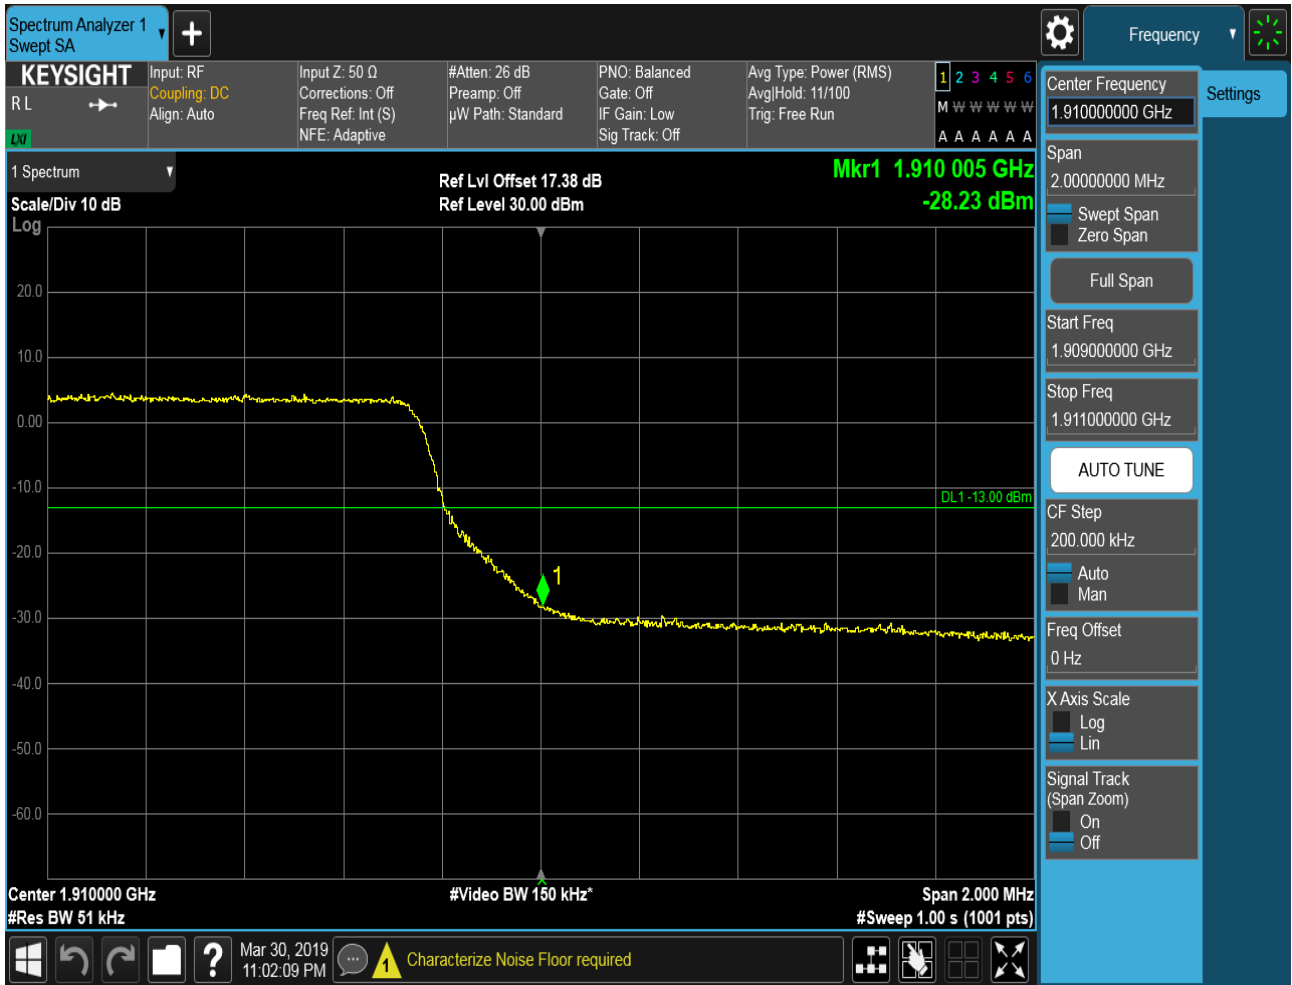 Spectrum Analyzer 1
Swept SA
+
Frequency
KEYSIGHT
R L
LXI
Input: RF
Coupling: DC
Align: Auto
Input Z: 50 Ω
Corrections: Off
Freq Ref: Int (S)
NFE: Adaptive
#Atten: 26 dB
Preamp: Off
µW Path: Standard
PNO: Balanced
Gate: Off
IF Gain: Low
Sig Track: Off
Avg Type: Power (RMS)
Avg|Hold: 11/100
Trig: Free Run
1 2 3 4 5 6
M W W W W W
A A A A A A
1 Spectrum
Scale/Div 10 dB
Log
Ref Lvl Offset 17.38 dB
Ref Level 30.00 dBm
Mkr1 1.910 005 GHz
-28.23 dBm
20.0
10.0
0.00
-10.0
-20.0
-30.0
-40.0
-50.0
-60.0
DL1 -13.00 dBm
1
Center 1.910000 GHz
#Res BW 51 kHz
#Video BW 150 kHz*
Span 2.000 MHz
#Sweep 1.00 s (1001 pts)
Center Frequency
1.910000000 GHz
Settings
Span
2.00000000 MHz
Swept Span
Zero Span
Full Span
Start Freq
1.909000000 GHz
Stop Freq
1.911000000 GHz
AUTO TUNE
CF Step
200.000 kHz
Auto
Man
Freq Offset
0 Hz
X Axis Scale
Log
Lin
Signal Track
(Span Zoom)
On
Off
?
Mar 30, 2019
11:02:09 PM
1
Characterize Noise Floor required